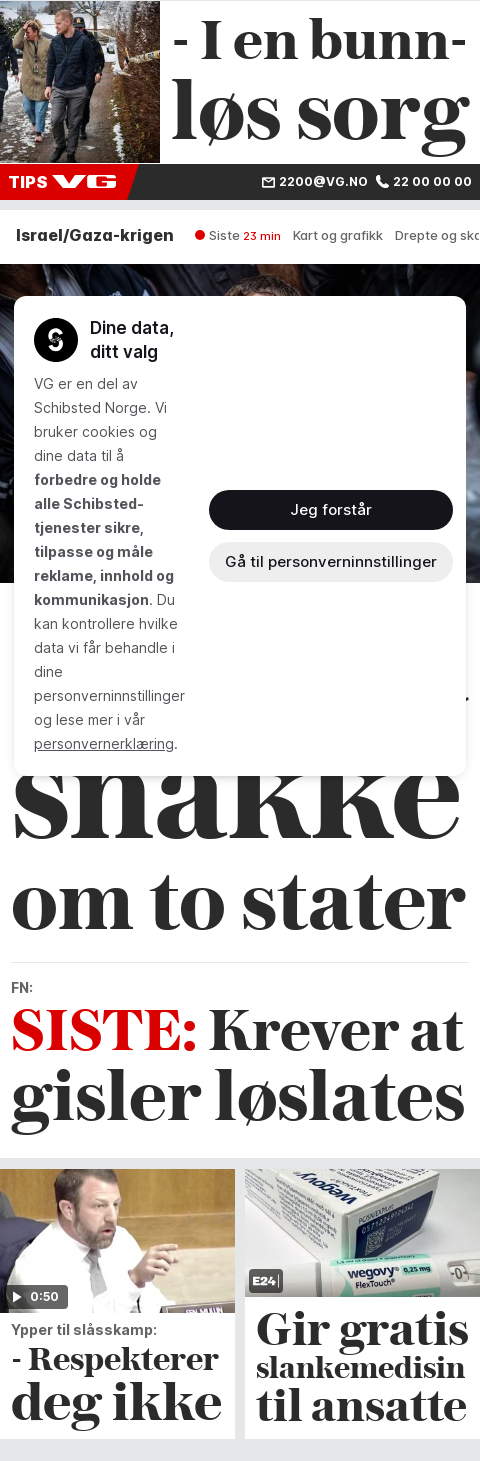 - I en bunn-
løs sorg
TIPS VG
2200@VG.NO 22 00 00 00
Israel/Gaza-krigen
Siste 23 min Kart og grafikk Drepte og
Dine data,
ditt valg
VG er en del av
Schibsted Norge. Vi
bruker cookies og
dine data til å
forbedre og holde
alle Schibsted-
tjenester sikre,
tilpasse og måle
reklame, innhold og
kommunikasjon. Du
kan kontrollere hvilke
data vi får behandle i
dine
personverninnstillinger
og lese mer i vår
personvernerklæring.
Jeg forstår
Gå til personverninnstillinger
snakke
om to stater
FN:
SISTE: Krever at
gisler løslates
0:50
SEN. MULLIN
Ypper til slåsskamp:
- Respekterer
deg ikke
wegovy
wegovy® 0,25 mg
FlexTouch®
E24
Gir gratis
slankemedisin
til ansatte